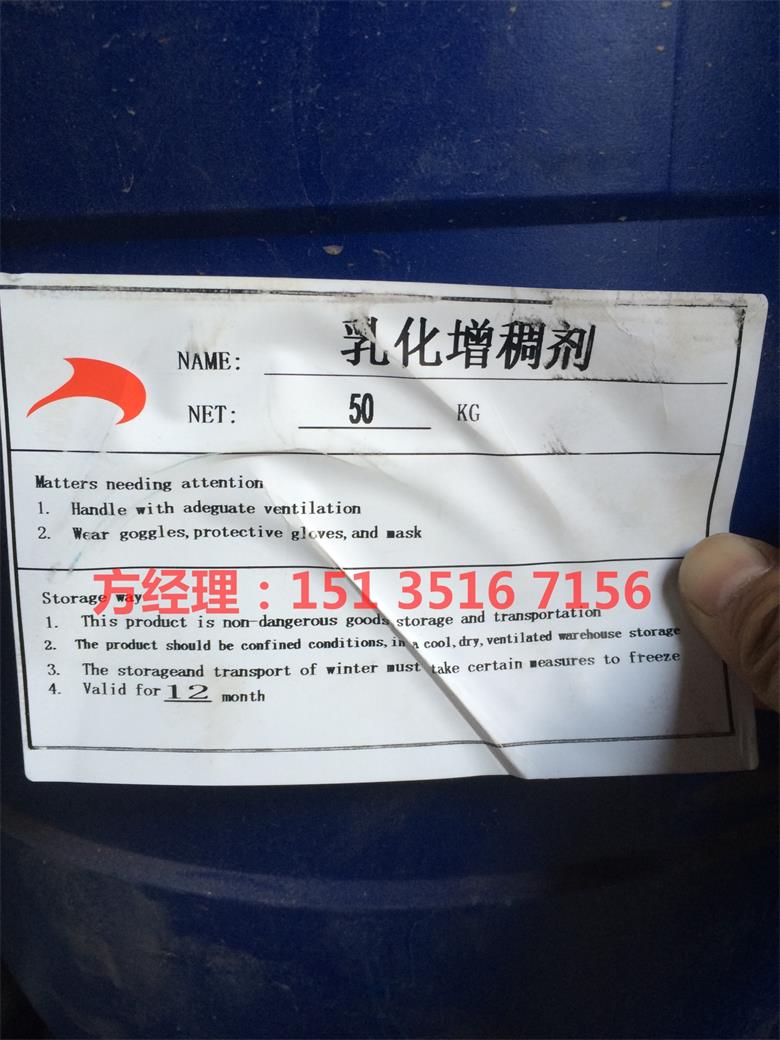 NAME: 乳化增稠剂
NET: 50 KG
Matters needing attention
1. Handle with adeguate ventilation
2. Wear goggles,protective gloves,and mask
方经理：151 3516 7156
Storage way
1. This product is non-dangerous goods storage and transportation
2. The product should be confined conditions,in a cool,dry,ventilated warehouse storage
3. The storageand transport of winter must take certain measures to freeze
4. Valid for 12 month